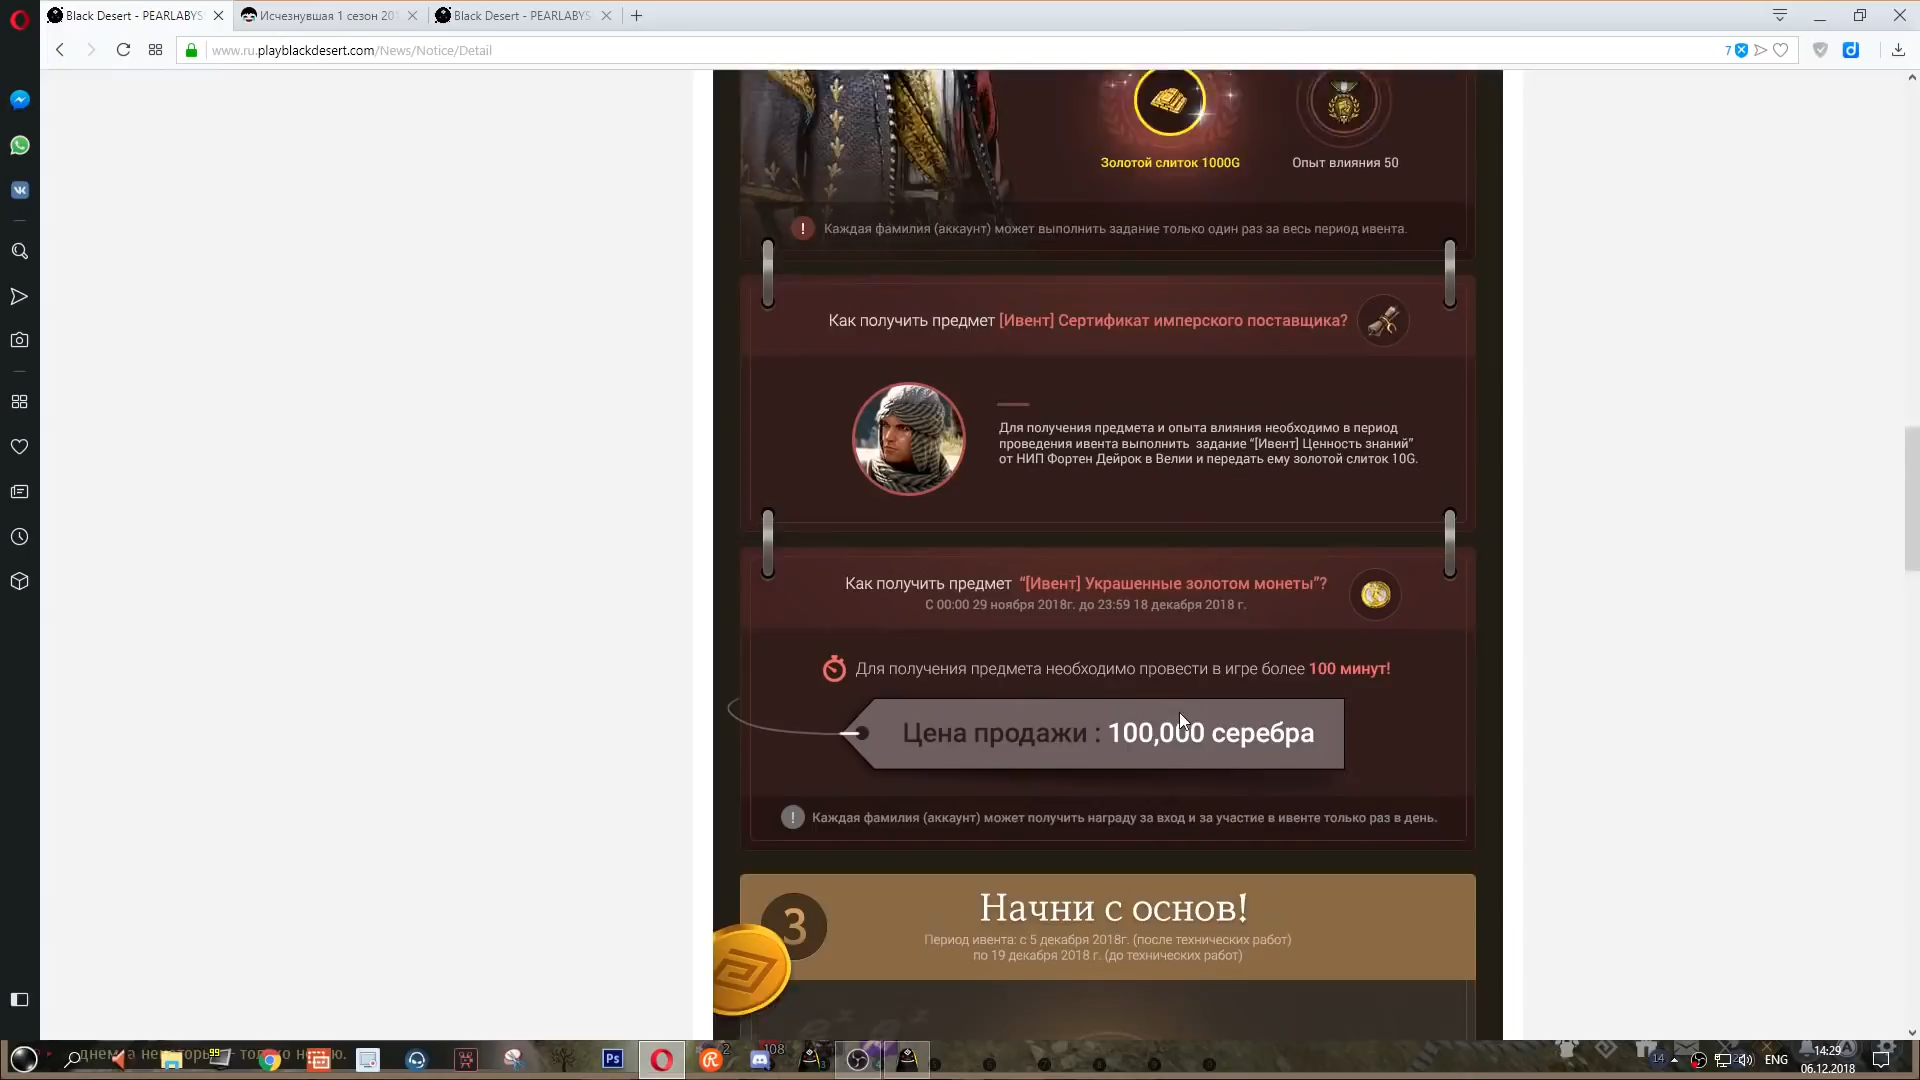 Black Desert - PEARLABYS
Исчезнувшая 1 сезон 20
Black Desert - PEARLABYS
www.ru.playblackdesert.com/News/Notice/Detail
7
Золотой слиток 1000G
Опыт влияния 50
! Каждая фамилия (аккаунт) может выполнить задание только один раз за весь период ивента.
Как получить предмет [Ивент] Сертификат имперского поставщика?
Для получения предмета и опыта влияния необходимо в период
проведения ивента выполнить задание “[Ивент] Ценность знаний”
от НИП Фортен Дейрок в Велии и передать ему золотой слиток 10G.
Как получить предмет “[Ивент] Украшенные золотом монеты”?
С 00:00 29 ноября 2018г. до 23:59 18 декабря 2018 г.
Для получения предмета необходимо провести в игре более 100 минут!
Цена продажи : 100,000 серебра
! Каждая фамилия (аккаунт) может получить награду за вход и за участие в ивенте только раз в день.
3
Начни с основ!
Период ивента: с 5 декабря 2018г. (после технических работ)
по 19 декабря 2018 г. (до технических работ)
99
Ps
2
108
14
ENG
14:29
06.12.2018